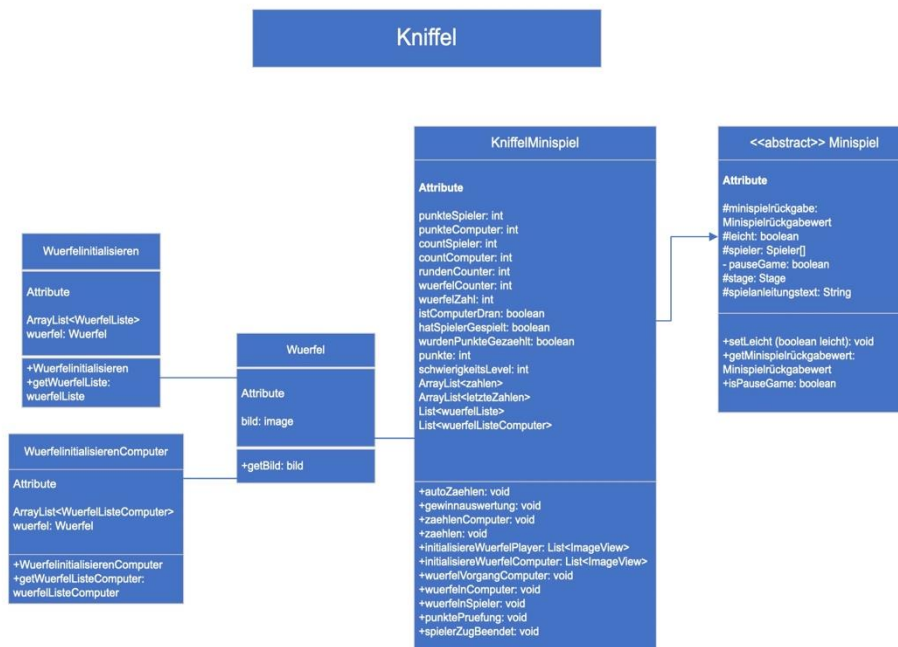 Kniffel
Wuerfelinitialisieren
Attribute
ArrayList<WuerfelListe>
wuerfel: Wuerfel
+Wuerfelinitialisieren
+getWuerfelListe:
wuerfelListe
WuerfelinitialisierenComputer
Attribute
ArrayList<WuerfelListeComputer>
wuerfel: Wuerfel
+WuerfelinitialisierenComputer
+getWuerfelListeComputer:
wuerfelListeComputer
Wuerfel
Attribute
bild: image
+getBild: bild
KniffelMinispiel
Attribute
punkteSpieler: int
punkteComputer: int
countSpieler: int
countComputer: int
rundenCounter: int
wuerfelCounter: int
wuerfelZahl: int
istComputerDran: boolean
hatSpielerGespielt: boolean
wurdenPunkteGezaehlt: boolean
punkte: int
schwierigkeitsLevel: int
ArrayList<zahlen>
ArrayList<letzteZahlen>
List<wuerfelListe>
List<wuerfelListeComputer>
+autoZaehlen: void
+gewinnauswertung: void
+zaehlenComputer: void
+zaehlen: void
+initialisiereWuerfelPlayer: List<ImageView>
+initialisiereWuerfelComputer: List<ImageView>
+wuerfelVorgangComputer: void
+wuerfelnComputer: void
+wuerfelnSpieler: void
+punktePruefung: void
+spielerZugBeendet: void
<<abstract>> Minispiel
Attribute
#minispielrückgabe:
Minispielrückgabewert
#leicht: boolean
#spieler: Spieler[]
- pauseGame: boolean
#stage: Stage
#spielanleitungstext: String
+setLeicht (boolean leicht): void
+getMinispielrückgabewert:
Minispielrückgabewert
+isPauseGame: boolean